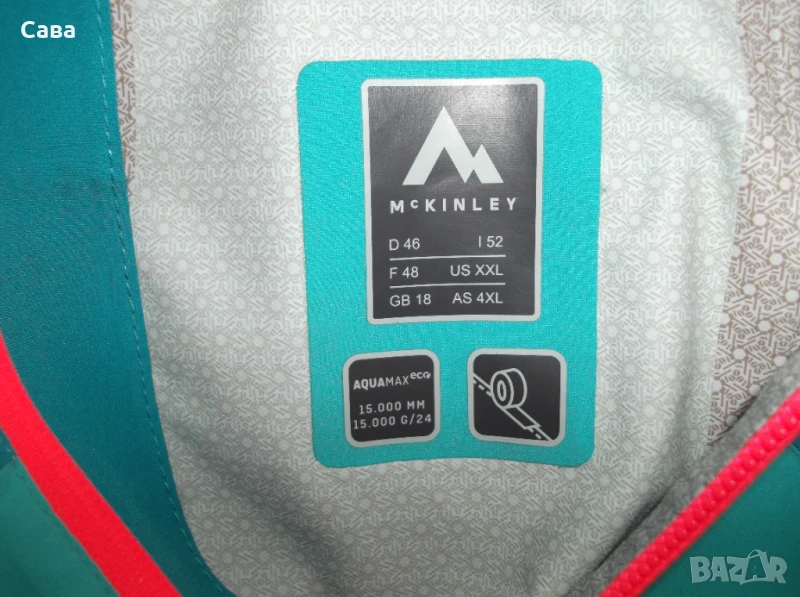 Сава
McKINLEY
D 46 I 52
F 48 US XXL
GB 18 AS 4XL
AQUAMAX eco
15.000 MM
15.000 G/24
BAZAR